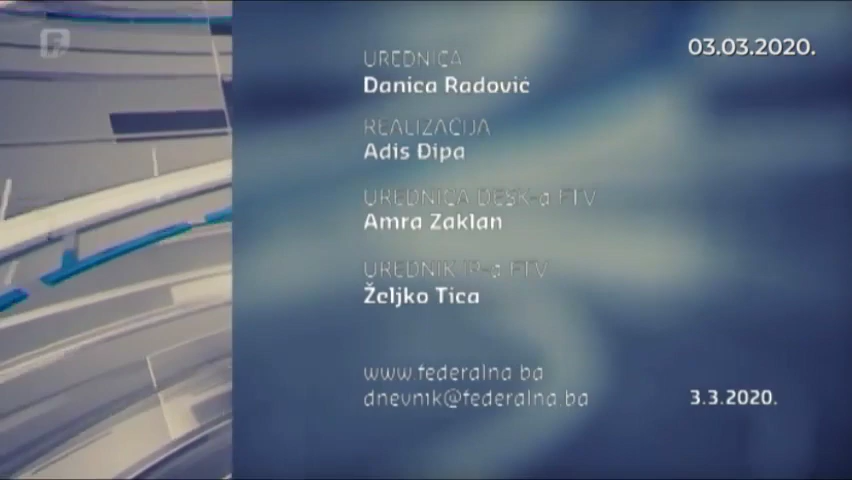 03.03.2020.
UREDNICA
Danica Radović
REALIZACIJA
Adis Đipa
UREDNICA DESK-a FTV
Amra Zaklan
UREDNIK IP-a FTV
Željko Tica
www.federalna.ba
dnevnik@federalna.ba
3.3.2020.